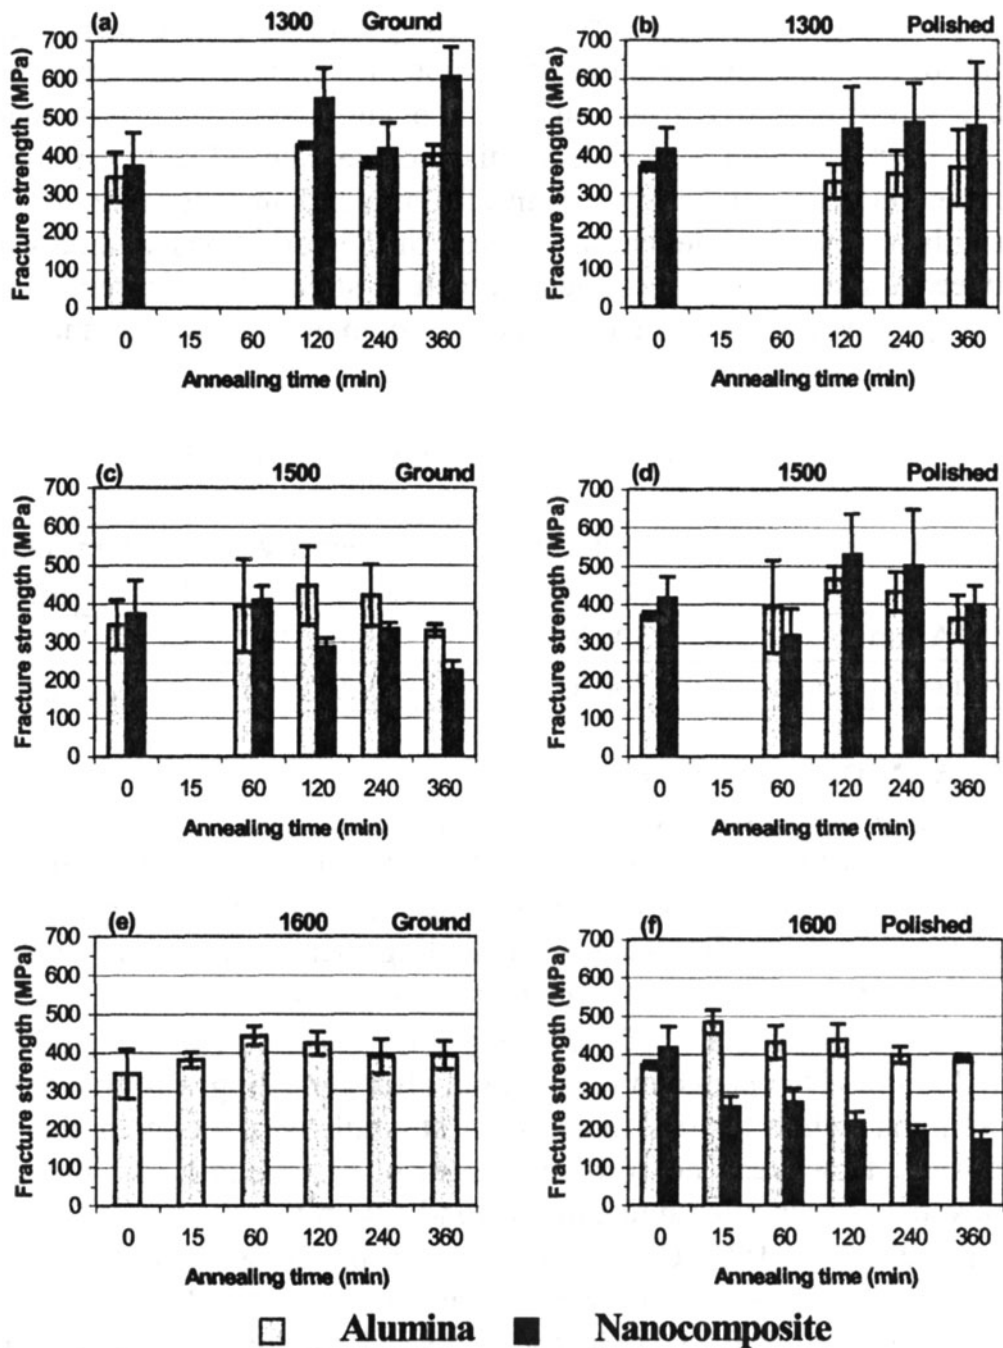 (a) 1300 Ground
700
600
500
400
300
200
100
0
Fracture strength (MPa)
0 15 60 120 240 360
Annealing time (min)
(b) 1300 Polished
700
600
500
400
300
200
100
0
Fracture strength (MPa)
0 15 60 120 240 360
Annealing time (min)
(c) 1500 Ground
700
600
500
400
300
200
100
0
Fracture strength (MPa)
0 15 60 120 240 360
Annealing time (min)
(d) 1500 Polished
700
600
500
400
300
200
100
0
Fracture strength (MPa)
0 15 60 120 240 360
Annealing time (min)
(e) 1600 Ground
700
600
500
400
300
200
100
0
Fracture strength (MPa)
0 15 60 120 240 360
Annealing time (min)
(f) 1600 Polished
700
600
500
400
300
200
100
0
Fracture strength (MPa)
0 15 60 120 240 360
Annealing time (min)
Alumina Nanocomposite